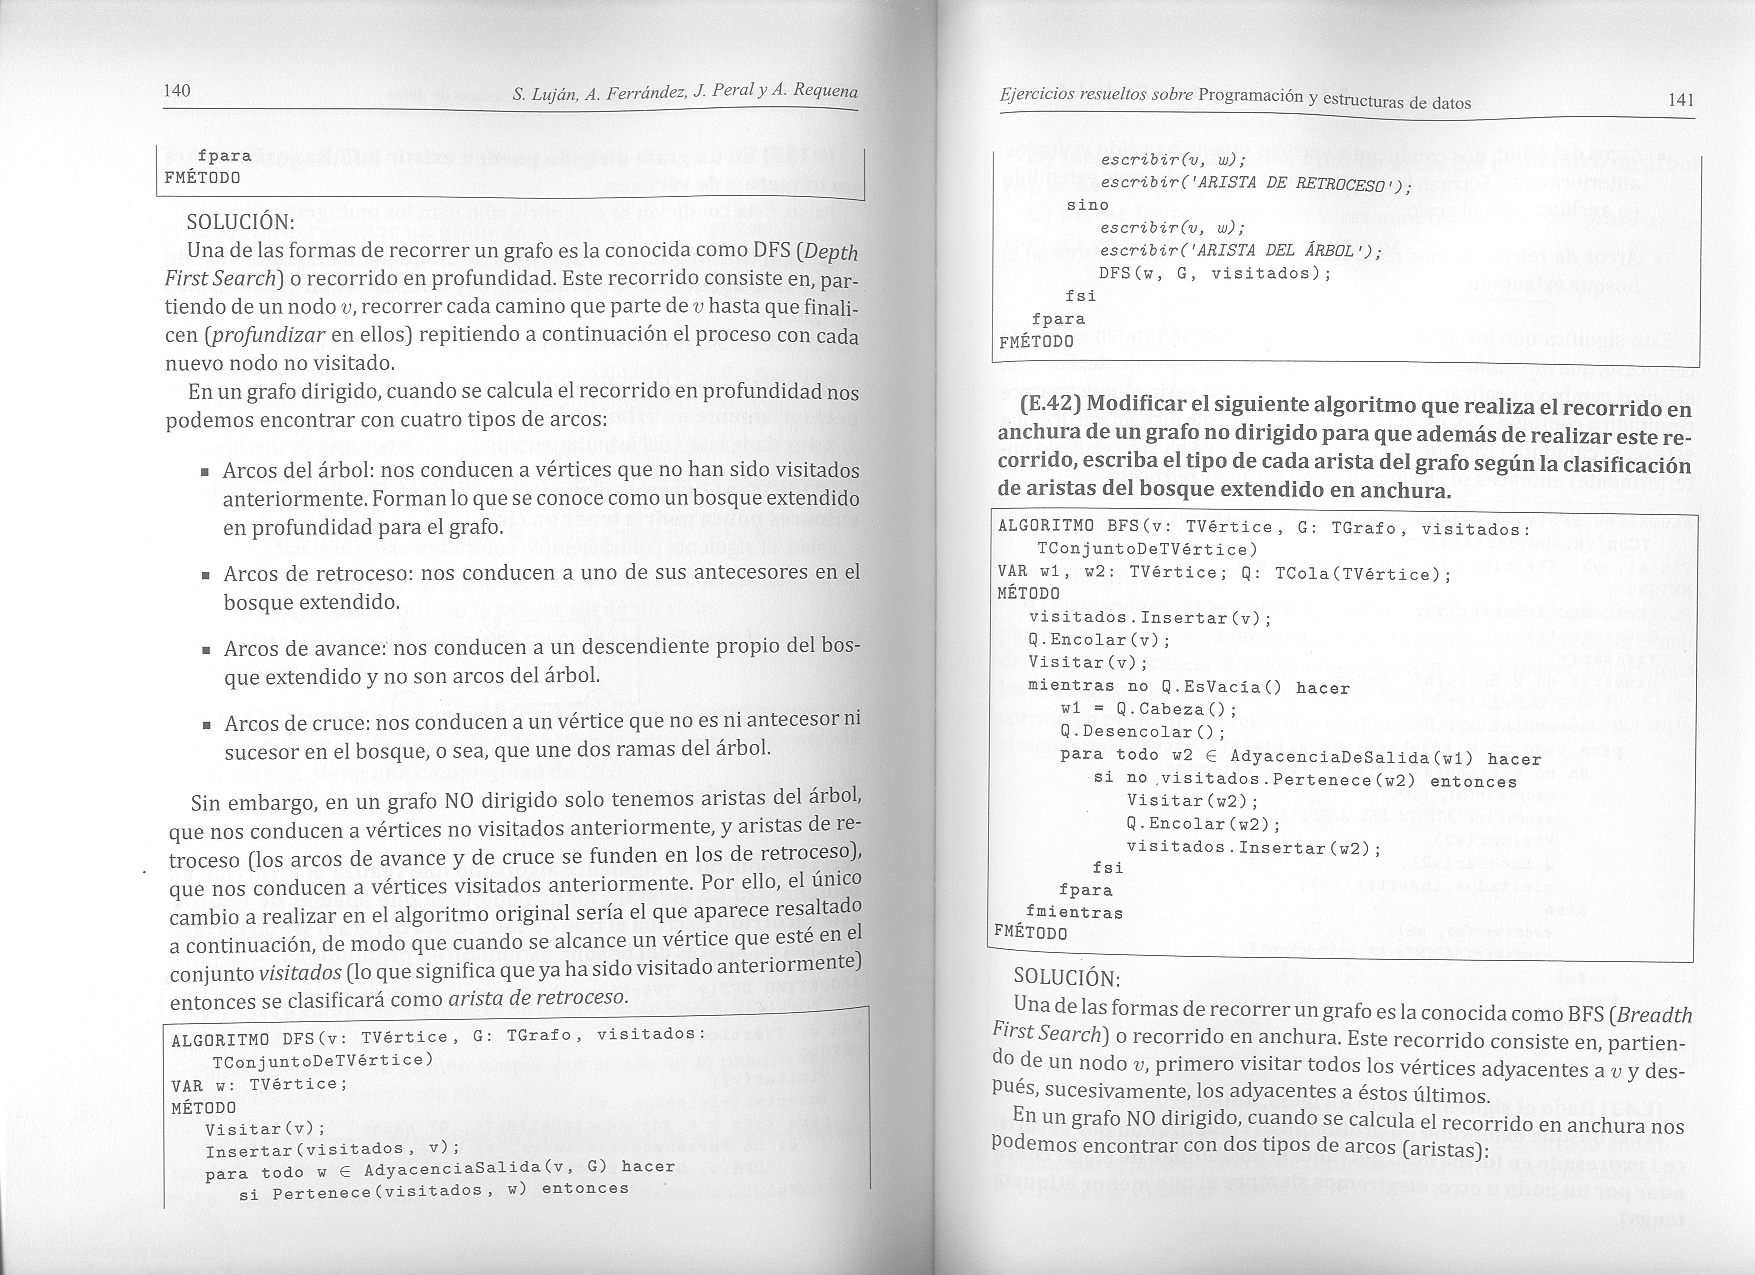 140
S. Luján, A. Ferrández, J. Peral y A. Requena
fpara
FMÉTODO
SOLUCIÓN:
Una de las formas de recorrer un grafo es la conocida como DFS (Depth
First Search) o recorrido en profundidad. Este recorrido consiste en, par-
tiendo de un nodo v, recorrer cada camino que parte de v hasta que finali-
cen (profundizar en ellos) repitiendo a continuación el proceso con cada
nuevo nodo no visitado.
En un grafo dirigido, cuando se calcula el recorrido en profundidad nos
podemos encontrar con cuatro tipos de arcos:
▪ Arcos del árbol: nos conducen a vértices que no han sido visitados
anteriormente. Forman lo que se conoce como un bosque extendido
en profundidad para el grafo.
▪ Arcos de retroceso: nos conducen a uno de sus antecesores en el
bosque extendido.
▪ Arcos de avance: nos conducen a un descendiente propio del bos-
que extendido y no son arcos del árbol.
▪ Arcos de cruce: nos conducen a un vértice que no es ni antecesor ni
sucesor en el bosque, o sea, que une dos ramas del árbol.
Sin embargo, en un grafo NO dirigido solo tenemos aristas del árbol,
que nos conducen a vértices no visitados anteriormente, y aristas de re-
troceso (los arcos de avance y de cruce se funden en los de retroceso),
que nos conducen a vértices visitados anteriormente. Por ello, el único
cambio a realizar en el algoritmo original sería el que aparece resaltado
a continuación, de modo que cuando se alcance un vértice que esté en el
conjunto visitados (lo que significa que ya ha sido visitado anteriormente)
entonces se clasificará como arista de retroceso.
ALGORITMO DFS(v: TVértice, G: TGrafo, visitados:
TConjuntoDeTVértice)
VAR w: TVértice;
MÉTODO
Visitar(v);
Insertar(visitados, v);
para todo w ∈ AdyacenciaSalida(v, G) hacer
si Pertenece(visitados, w) entonces
Ejercicios resueltos sobre Programación y estructuras de datos
141
escribir(v, w);
escribir('ARISTA DE RETROCESO');
sino
escribir(v, w);
escribir('ARISTA DEL ÁRBOL');
DFS(w, G, visitados);
fsi
fpara
FMÉTODO
(E.42) Modificar el siguiente algoritmo que realiza el recorrido en
anchura de un grafo no dirigido para que además de realizar este re-
corrido, escriba el tipo de cada arista del grafo según la clasificación
de aristas del bosque extendido en anchura.
ALGORITMO BFS(v: TVértice, G: TGrafo, visitados:
TConjuntoDeTVértice)
VAR w1, w2: TVértice; Q: TCola(TVértice);
MÉTODO
visitados.Insertar(v);
Q.Encolar(v);
Visitar(v);
mientras no Q.EsVacía() hacer
w1 = Q.Cabeza();
Q.Desencolar();
para todo w2 ∈ AdyacenciaDeSalida(w1) hacer
si no visitados.Pertenece(w2) entonces
Visitar(w2);
Q.Encolar(w2);
visitados.Insertar(w2);
fsi
fpara
fmientras
FMÉTODO
SOLUCIÓN:
Una de las formas de recorrer un grafo es la conocida como BFS (Breadth
First Search) o recorrido en anchura. Este recorrido consiste en, partien-
do de un nodo v, primero visitar todos los vértices adyacentes a v y des-
pués, sucesivamente, los adyacentes a éstos últimos.
En un grafo NO dirigido, cuando se calcula el recorrido en anchura nos
podemos encontrar con dos tipos de arcos (aristas):